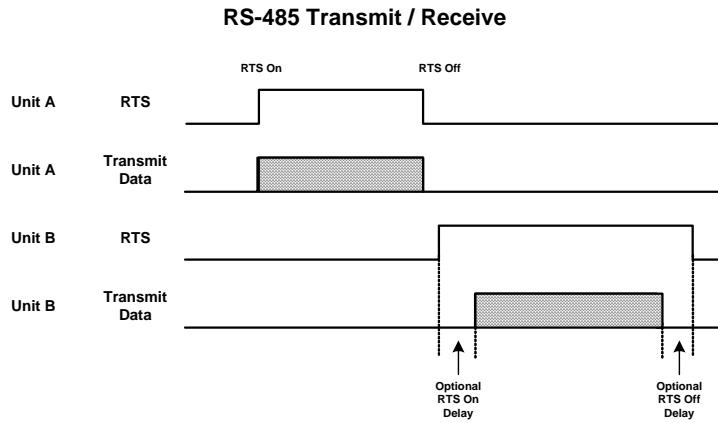 RS-485 Transmit / Receive
RTS On
RTS Off
Unit A
RTS
Unit A
Transmit
Data
Unit B
RTS
Unit B
Transmit
Data
Optional
RTS On
Delay
Optional
RTS Off
Delay